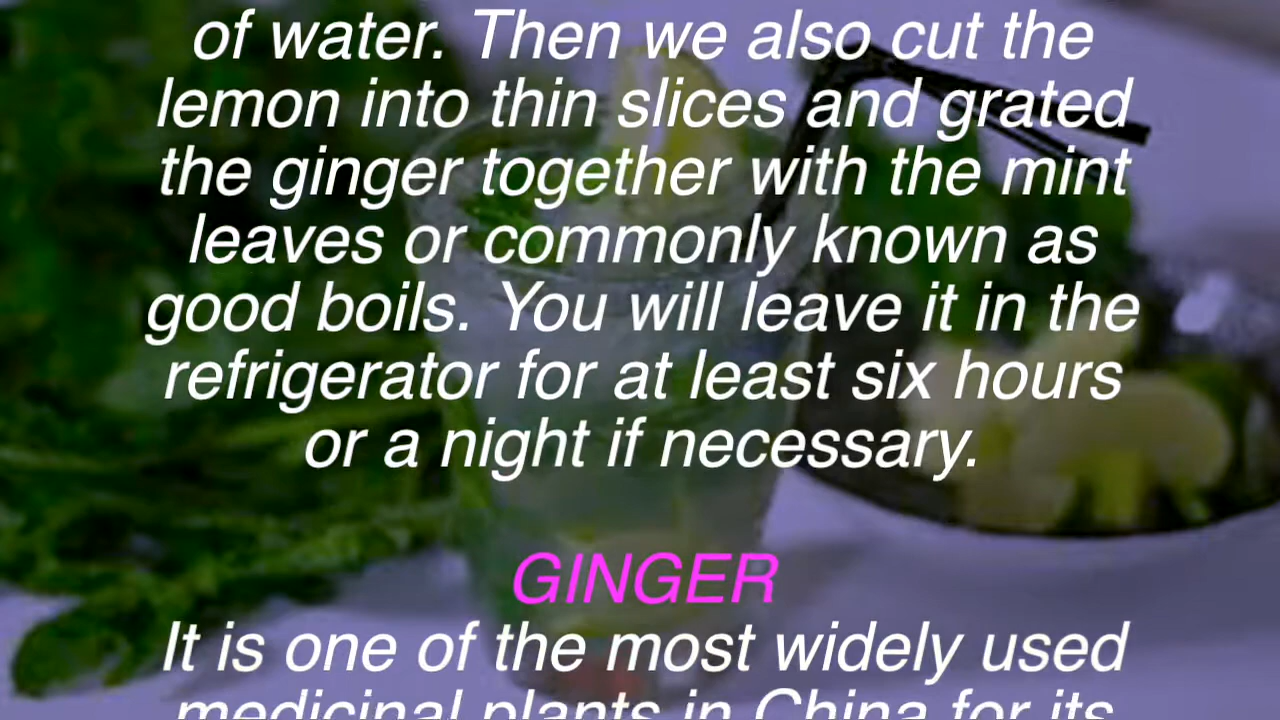 of water. Then we also cut the
lemon into thin slices and grated
the ginger together with the mint
leaves or commonly known as
good boils. You will leave it in the
refrigerator for at least six hours
or a night if necessary.
GINGER
It is one of the most widely used
medicinal plants in China for its